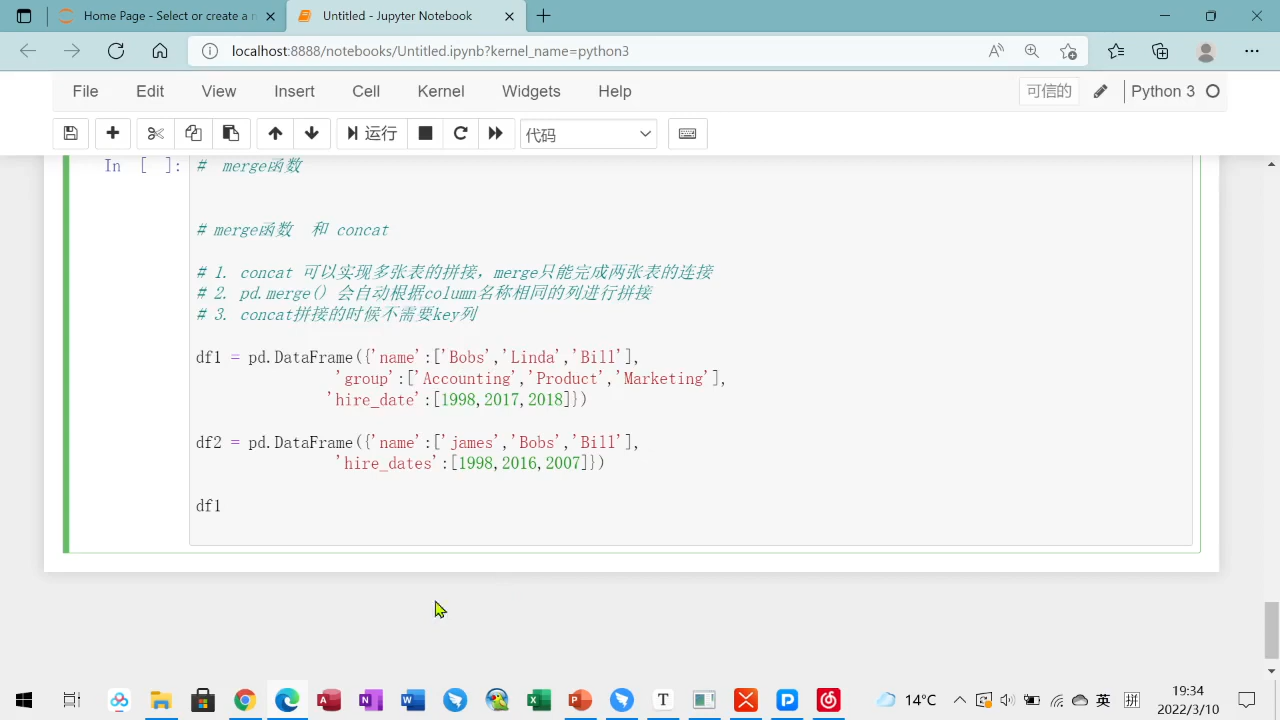 Home Page - Select or create a n
Untitled - Jupyter Notebook
localhost:8888/notebooks/Untitled.ipynb?kernel_name=python3
File Edit View Insert Cell Kernel Widgets Help 可信的 Python 3
运行 代码
In [ ]: # merge函数
# merge函数 和 concat
# 1. concat 可以实现多张表的拼接，merge只能完成两张表的连接
# 2. pd.merge() 会自动根据column名称相同的列进行拼接
# 3. concat拼接的时候不需要key列
df1 = pd.DataFrame({'name':['Bobs','Linda','Bill'],
'group':['Accounting','Product','Marketing'],
'hire_date':[1998,2017,2018]})
df2 = pd.DataFrame({'name':['james','Bobs','Bill'],
'hire_dates':[1998,2016,2007]})
df1
14°C 英 拼 19:34
2022/3/10